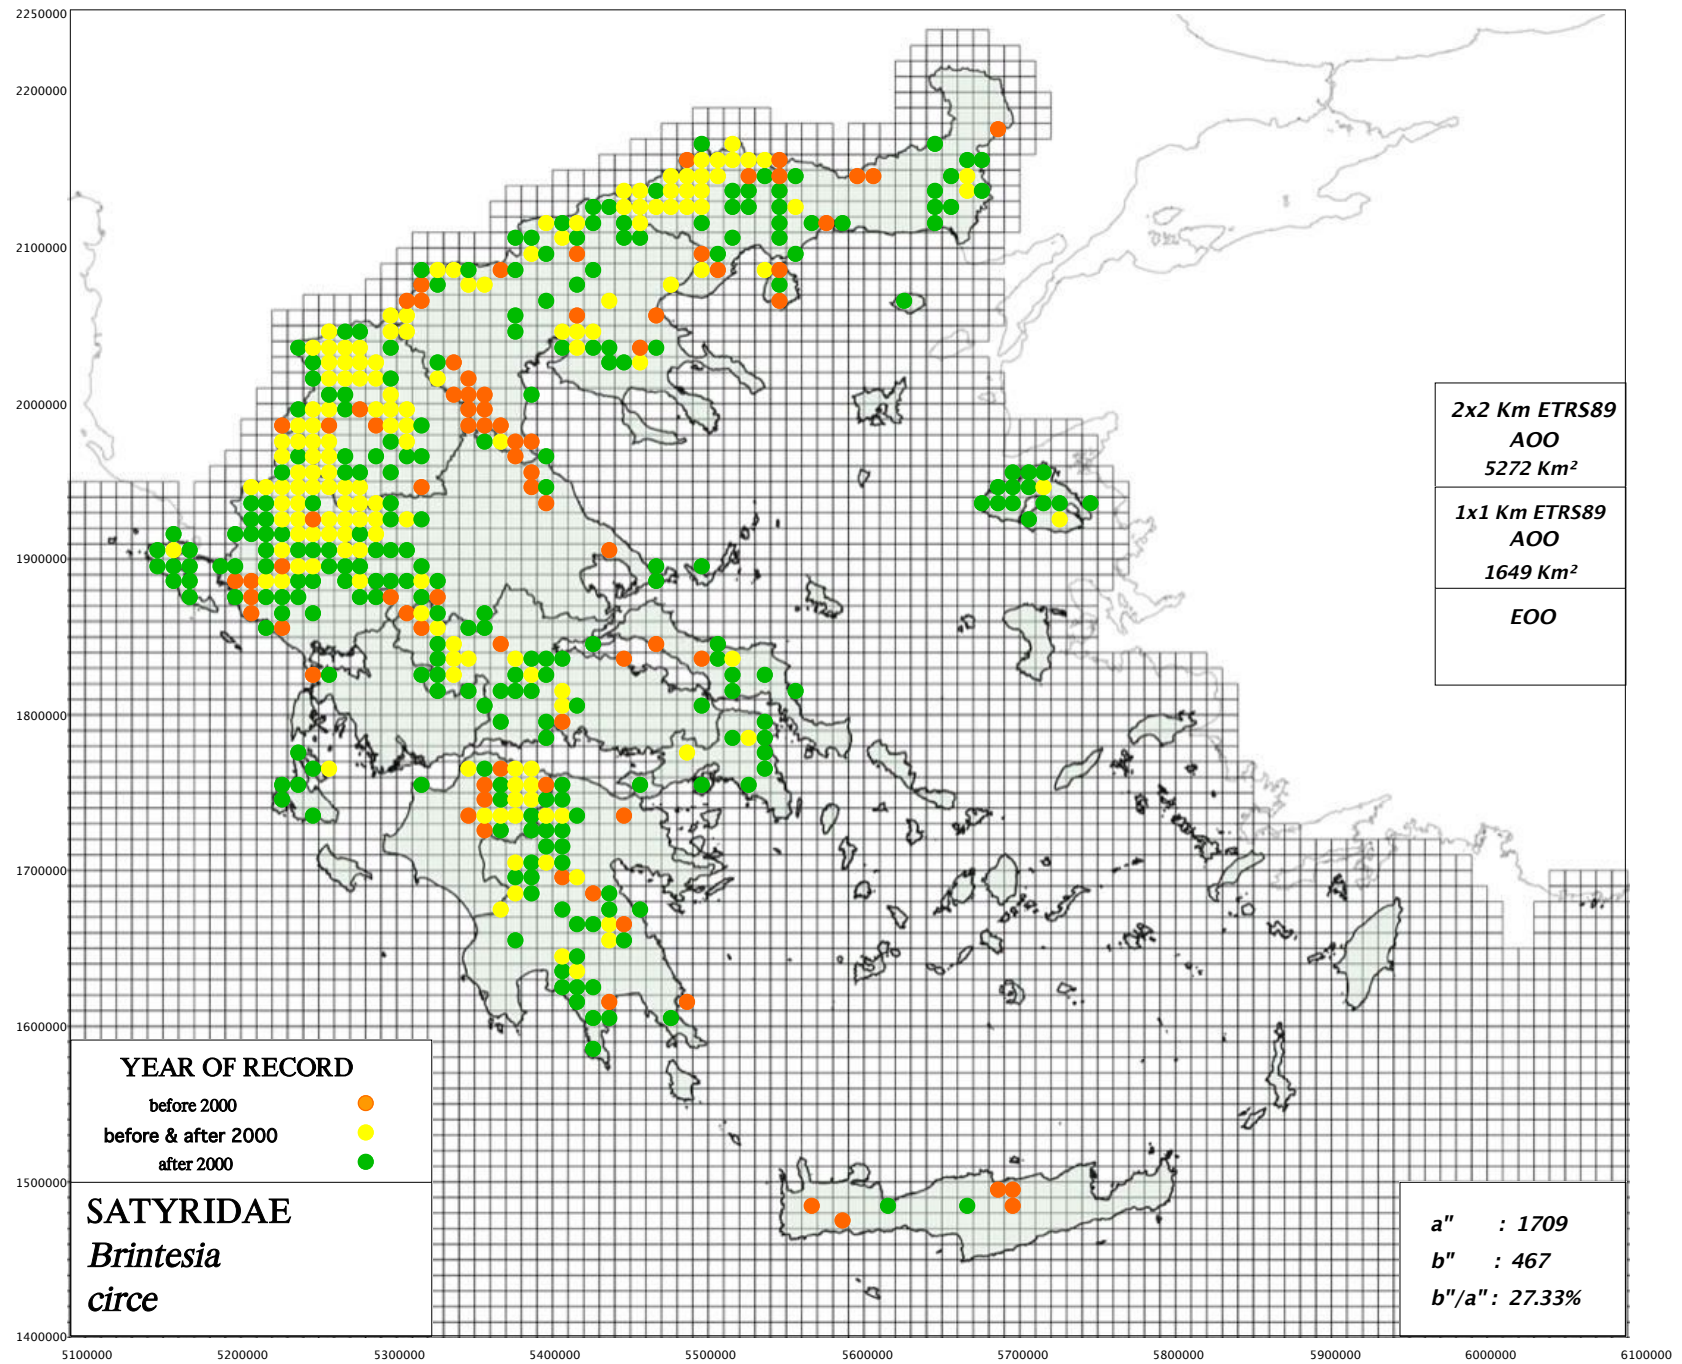 2250000
2200000
2100000
2000000
1900000
1800000
1700000
1600000
1500000
1400000
2x2 Km ETRS89
AOO
5272 Km²
1x1 Km ETRS89
AOO
1649 Km²
EOO
YEAR OF RECORD
before 2000
before & after 2000
after 2000
SATYRIDAE
Brintesia
circe
a" : 1709
b" : 467
b"/a" : 27.33%
5100000 5200000 5300000 5400000 5500000 5600000 5700000 5800000 5900000 6000000 6100000